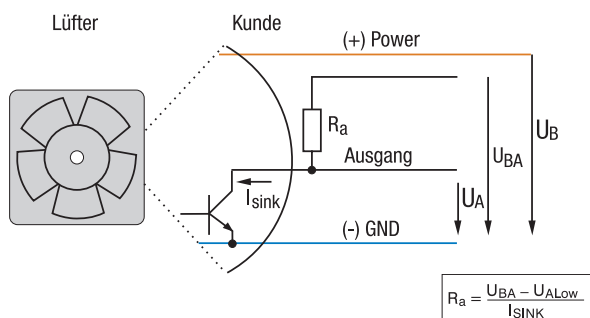 Lüfter
Kunde
(+) Power
Ra
UB
UBA
Ausgang
Isink
UA
(-) GND
Ra = UBA – UALow
ISINK